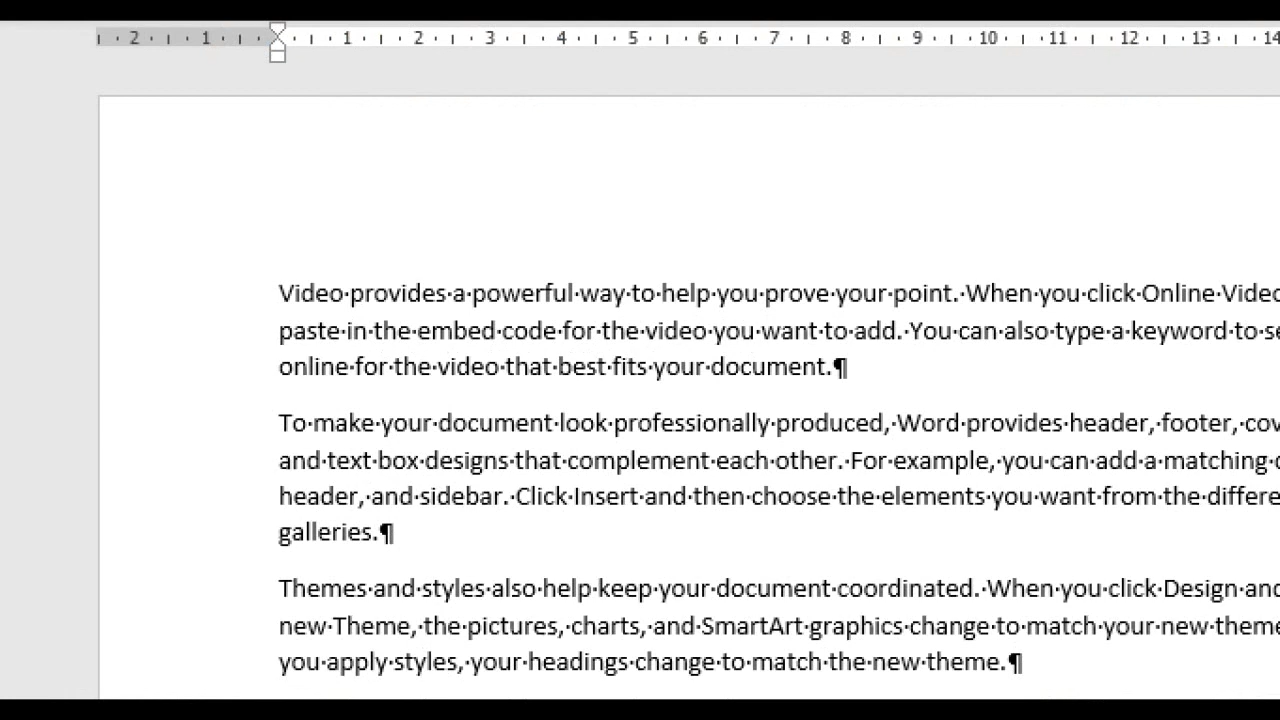 2 1 1 2 3 4 5 6 7 8 9 10 11 12 13 14
Video·provides·a·powerful·way·to·help·you·prove·your·point.·When·you·click·Online·Video
paste·in·the·embed·code·for·the·video·you·want·to·add.·You·can·also·type·a·keyword·to·se
online·for·the·video·that·best·fits·your·document.¶
To·make·your·document·look·professionally·produced,·Word·provides·header,·footer,·cov
and·text·box·designs·that·complement·each·other.·For·example,·you·can·add·a·matching·c
header,·and·sidebar.·Click·Insert·and·then·choose·the·elements·you·want·from·the·differe
galleries.¶
Themes·and·styles·also·help·keep·your·document·coordinated.·When·you·click·Design·and
new·Theme,·the·pictures,·charts,·and·SmartArt·graphics·change·to·match·your·new·theme
you·apply·styles,·your·headings·change·to·match·the·new·theme.¶